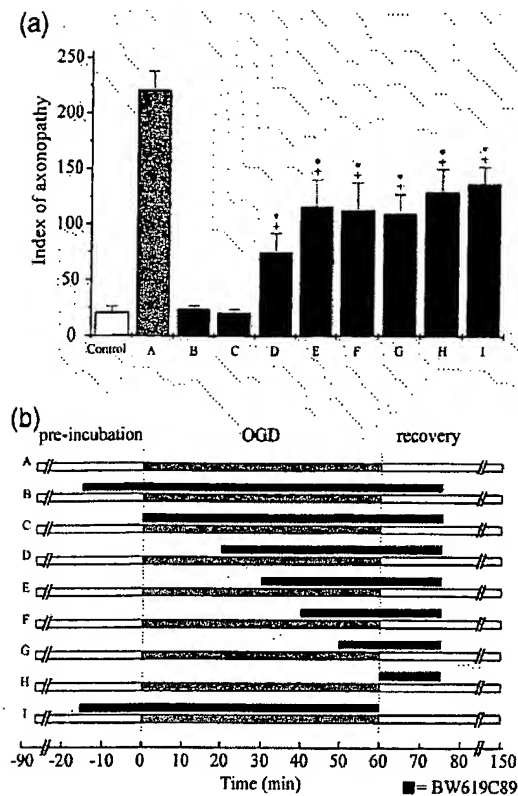 (a)
250
200
150
100
50
0
Index of axonopathy
Control A B C D E F G H I
* + * + * + * + * + * +
(b)
pre-incubation OGD recovery
A
B
C
D
E
F
G
H
I
-90 -20 -10 0 10 20 30 40 50 60 70 80 150
Time (min)
= BW619C89